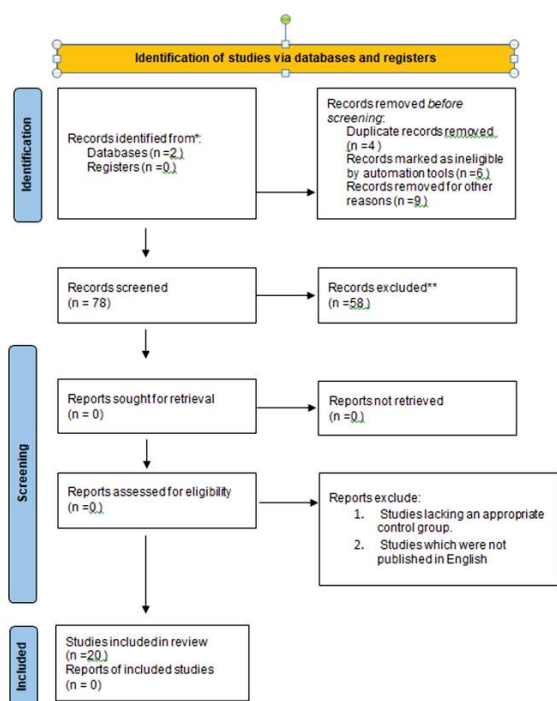 Identification of studies via databases and registers
Identification
Records identified from*:
Databases (n =2 )
Registers (n =0 )
Records removed before
screening:
Duplicate records removed
(n =4 )
Records marked as ineligible
by automation tools (n =6 )
Records removed for other
reasons (n =9 )
Records screened
(n = 78)
Records excluded**
(n =58 )
Screening
Reports sought for retrieval
(n = 0)
Reports not retrieved
(n =0 )
Reports assessed for eligibility
(n =0 )
Reports exclude:
1. Studies lacking an appropriate
control group.
2. Studies which were not
published in English
Included
Studies included in review
(n =20 )
Reports of included studies
(n = 0)